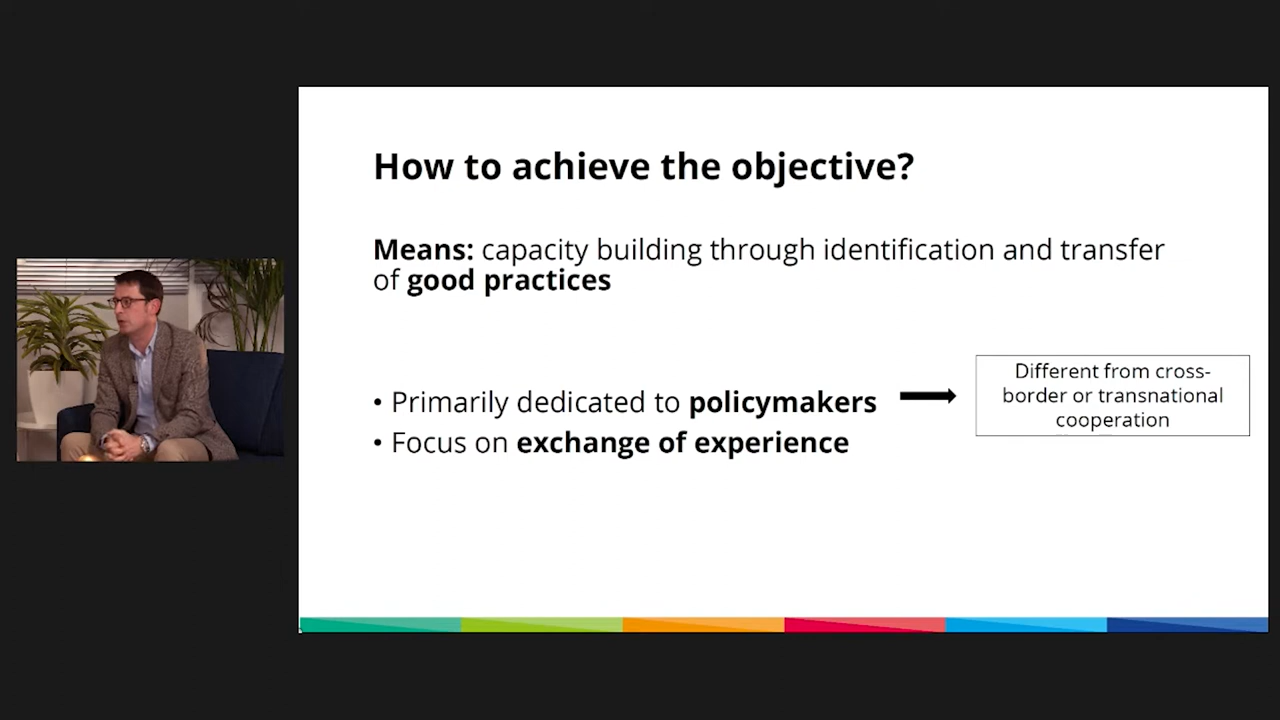 How to achieve the objective?
Means: capacity building through identification and transfer
of good practices
• Primarily dedicated to policymakers
• Focus on exchange of experience
Different from cross-
border or transnational
cooperation